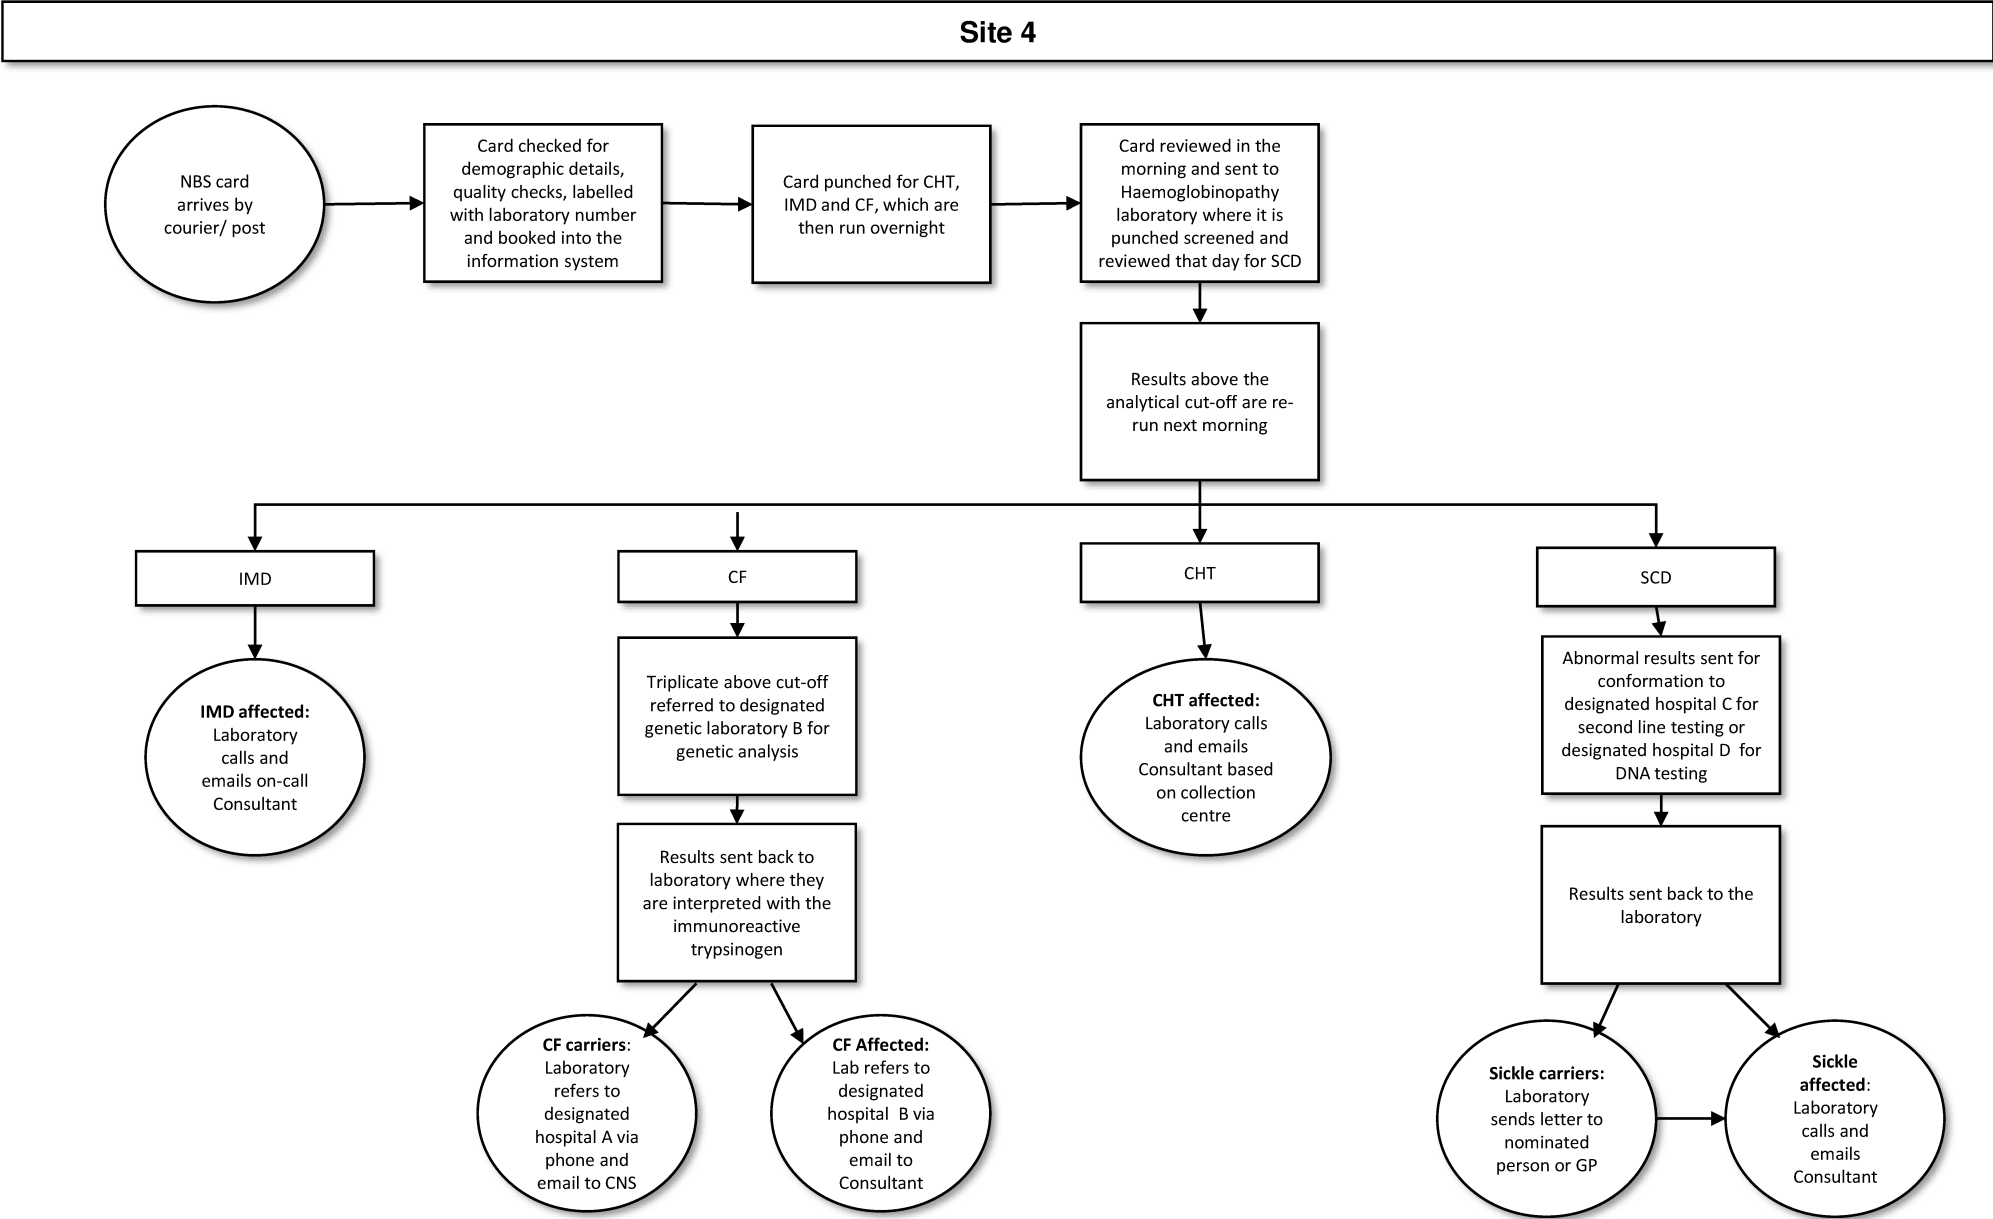 Site 4
NBS card
arrives by
courier/ post
Card checked for
demographic details,
quality checks, labelled
with laboratory number
and booked into the
information system
Card punched for CHT,
IMD and CF, which are
then run overnight
Card reviewed in the
morning and sent to
Haemoglobinopathy
laboratory where it is
punched screened and
reviewed that day for SCD
Results above the
analytical cut-off are re-
run next morning
IMD
CF
CHT
SCD
IMD affected:
Laboratory
calls and
emails on-call
Consultant
Triplicate above cut-off
referred to designated
genetic laboratory B for
genetic analysis
Results sent back to
laboratory where they
are interpreted with the
immunoreactive
trypsinogen
CF carriers:
Laboratory
refers to
designated
hospital A via
phone and
email to CNS
CF Affected:
Lab refers to
designated
hospital  B via
phone and
email to
Consultant
CHT affected:
Laboratory calls
and emails
Consultant based
on collection
centre
Abnormal results sent for
conformation to
designated hospital C for
second line testing or
designated hospital D  for
DNA testing
Results sent back to the
laboratory
Sickle carriers:
Laboratory
sends letter to
nominated
person or GP
Sickle
affected:
Laboratory
calls and
emails
Consultant